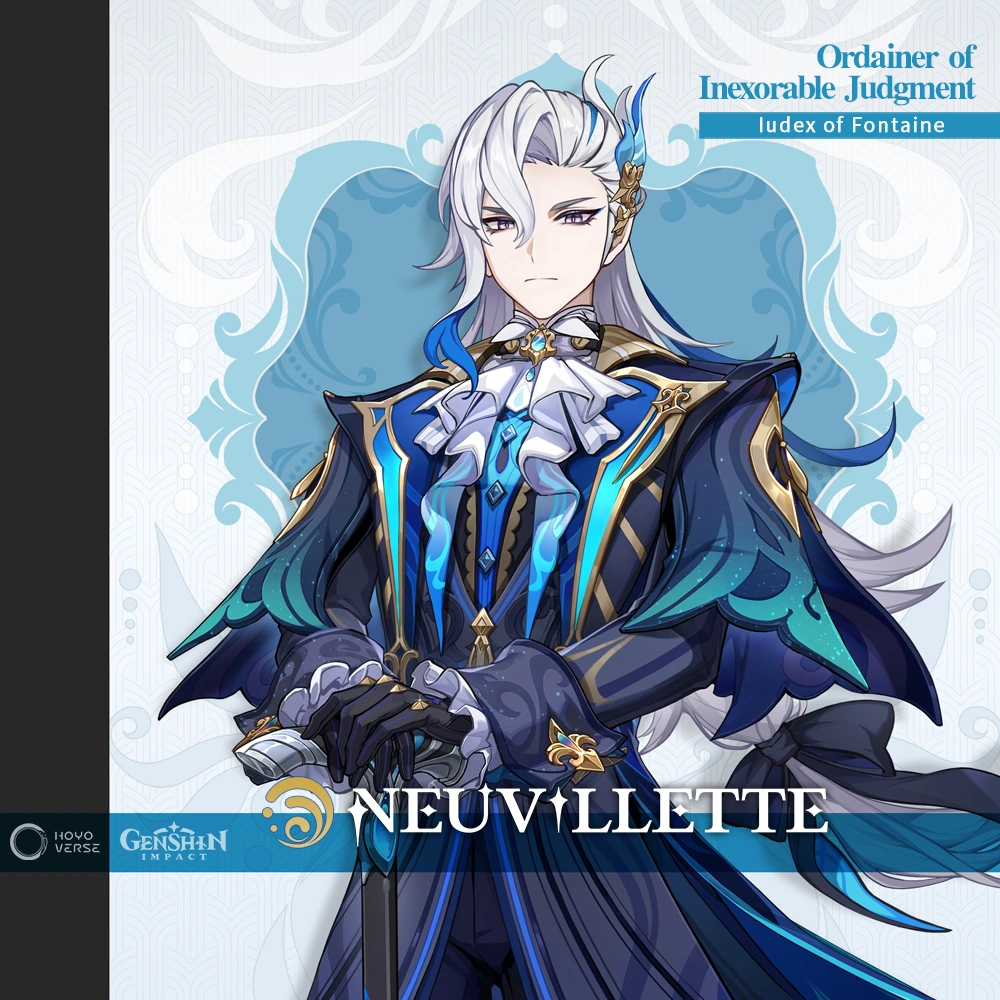 Ordainer of
Inexorable Judgment
Iudex of Fontaine
NEUVILLETTE
HOYO
VERSE
GENSHIN
IMPACT